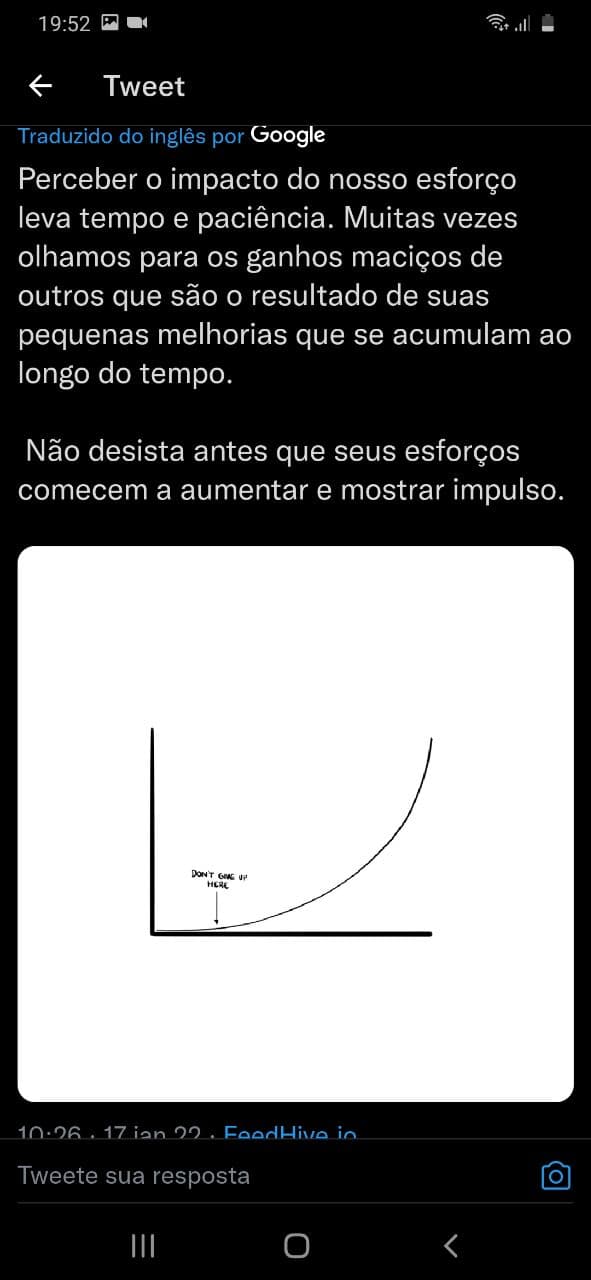 19:52
Tweet
Traduzido do inglês por Google
Perceber o impacto do nosso esforço
leva tempo e paciência. Muitas vezes
olhamos para os ganhos maciços de
outros que são o resultado de suas
pequenas melhorias que se acumulam ao
longo do tempo.
Não desista antes que seus esforços
comecem a aumentar e mostrar impulso.
DON'T GIVE UP
HERE
10:26 · 17 jan 22 · FeedHive.io
Tweete sua resposta